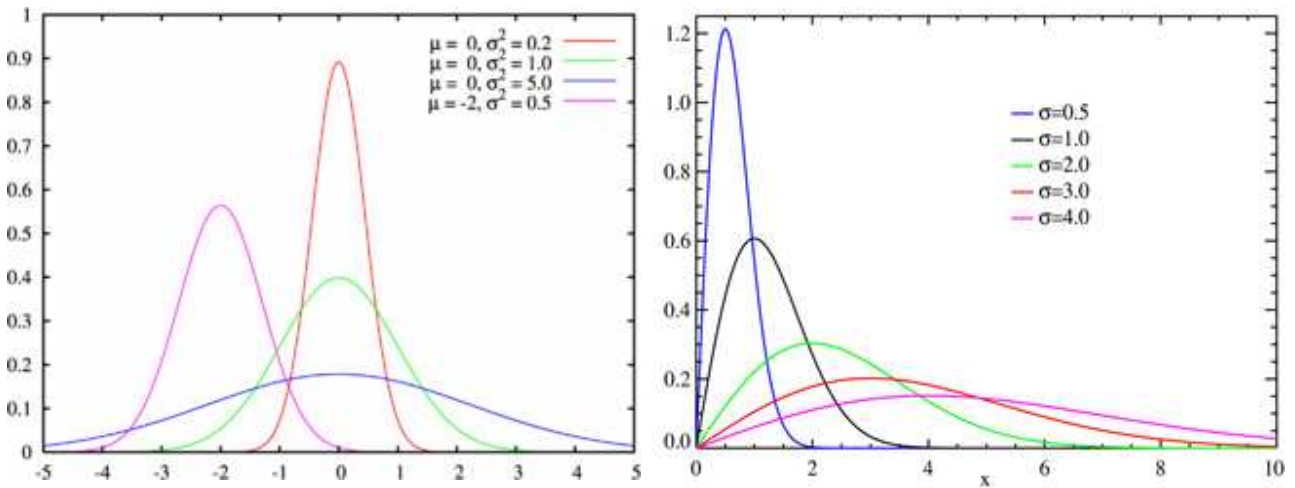 1
0.9
0.8
0.7
0.6
0.5
0.4
0.3
0.2
0.1
0
-5 -4 -3 -2 -1 0 1 2 3 4 5
μ = 0, σ² = 0.2
μ = 0, σ² = 1.0
μ = 0, σ² = 5.0
μ = -2, σ² = 0.5
1.2
1.0
0.8
0.6
0.4
0.2
0.0
0 2 4 6 8 10
x
σ=0.5
σ=1.0
σ=2.0
σ=3.0
σ=4.0